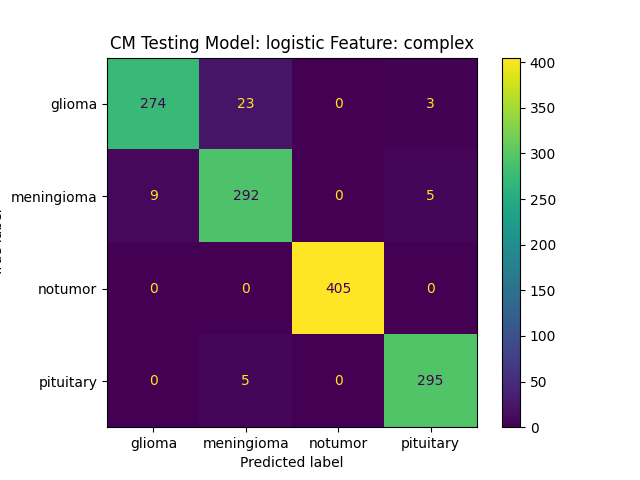 CM Testing Model: logistic Feature: complex
glioma 274 23 0 3
meningioma 9 292 0 5
notumor 0 0 405 0
pituitary 0 5 0 295
glioma meningioma notumor pituitary
Predicted label
400
350
300
250
200
150
100
50
0